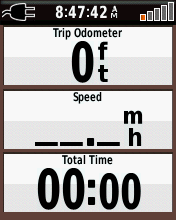 8:47:42 AM
Trip Odometer
0 ft
Speed
__._ mh
Total Time
00:00